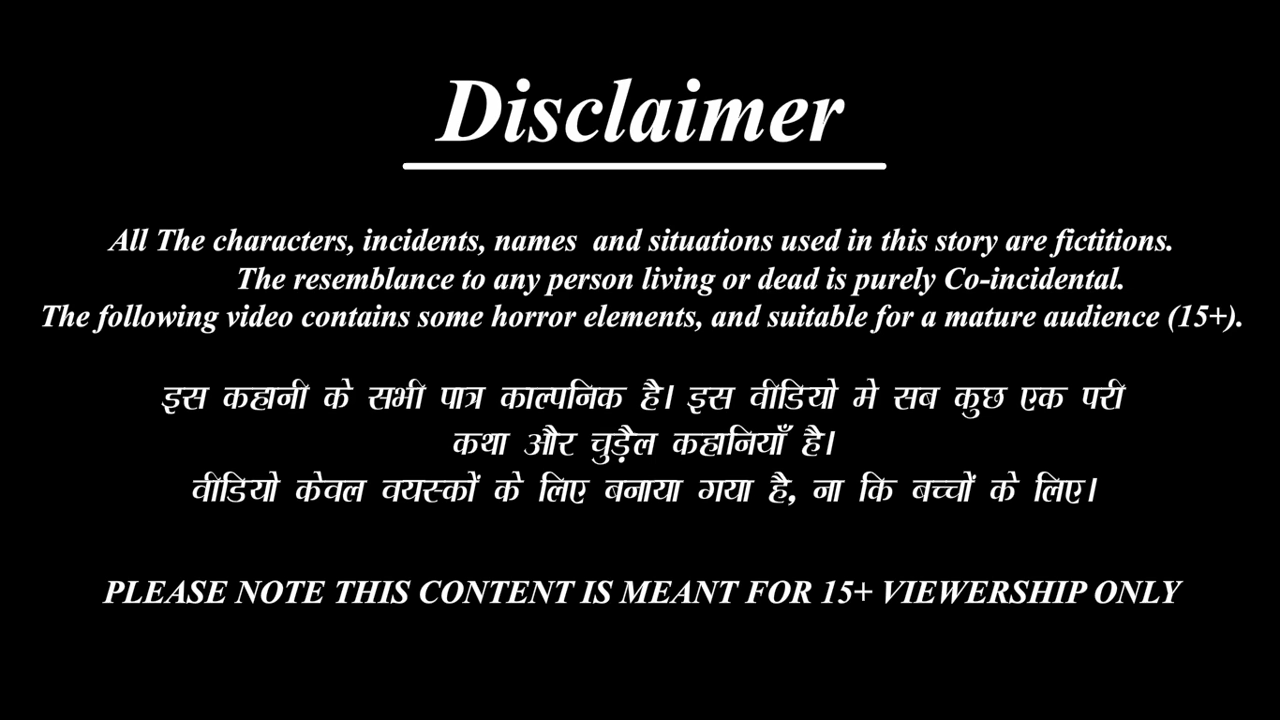 Disclaimer
All The characters, incidents, names and situations used in this story are fictitions.
The resemblance to any person living or dead is purely Co-incidental.
The following video contains some horror elements, and suitable for a mature audience (15+).
इस कहानी के सभी पात्र काल्पनिक है। इस वीडियो मे सब कुछ एक परी
कथा और चुड़ैल कहानियाँ है।
वीडियो केवल वयस्कों के लिए बनाया गया है, ना कि बच्चों के लिए।
PLEASE NOTE THIS CONTENT IS MEANT FOR 15+ VIEWERSHIP ONLY